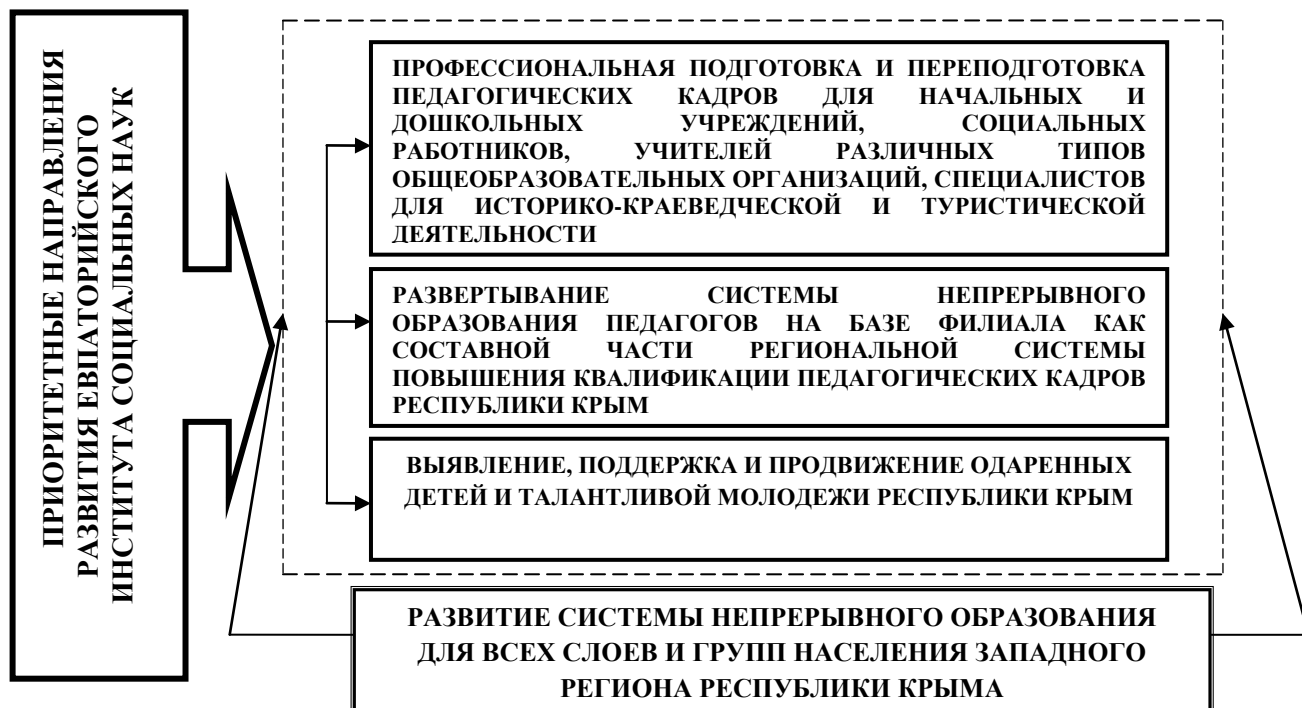 ПРИОРИТЕТНЫЕ НАПРАВЛЕНИЯ
РАЗВИТИЯ ЕВПАТОРИЙСКОГО
ИНСТИТУТА СОЦИАЛЬНЫХ НАУК
ПРОФЕССИОНАЛЬНАЯ ПОДГОТОВКА И ПЕРЕПОДГОТОВКА
ПЕДАГОГИЧЕСКИХ КАДРОВ ДЛЯ НАЧАЛЬНЫХ И
ДОШКОЛЬНЫХ УЧРЕЖДЕНИЙ, СОЦИАЛЬНЫХ
РАБОТНИКОВ, УЧИТЕЛЕЙ РАЗЛИЧНЫХ ТИПОВ
ОБЩЕОБРАЗОВАТЕЛЬНЫХ ОРГАНИЗАЦИЙ, СПЕЦИАЛИСТОВ
ДЛЯ ИСТОРИКО-КРАЕВЕДЧЕСКОЙ И ТУРИСТИЧЕСКОЙ
ДЕЯТЕЛЬНОСТИ
РАЗВЕРТЫВАНИЕ СИСТЕМЫ НЕПРЕРЫВНОГО
ОБРАЗОВАНИЯ ПЕДАГОГОВ НА БАЗЕ ФИЛИАЛА КАК
СОСТАВНОЙ ЧАСТИ РЕГИОНАЛЬНОЙ СИСТЕМЫ
ПОВЫШЕНИЯ КВАЛИФИКАЦИИ ПЕДАГОГИЧЕСКИХ КАДРОВ
РЕСПУБЛИКИ КРЫМ
ВЫЯВЛЕНИЕ, ПОДДЕРЖКА И ПРОДВИЖЕНИЕ ОДАРЕННЫХ
ДЕТЕЙ И ТАЛАНТЛИВОЙ МОЛОДЕЖИ РЕСПУБЛИКИ КРЫМ
РАЗВИТИЕ СИСТЕМЫ НЕПРЕРЫВНОГО ОБРАЗОВАНИЯ
ДЛЯ ВСЕХ СЛОЕВ И ГРУПП НАСЕЛЕНИЯ ЗАПАДНОГО
РЕГИОНА РЕСПУБЛИКИ КРЫМА